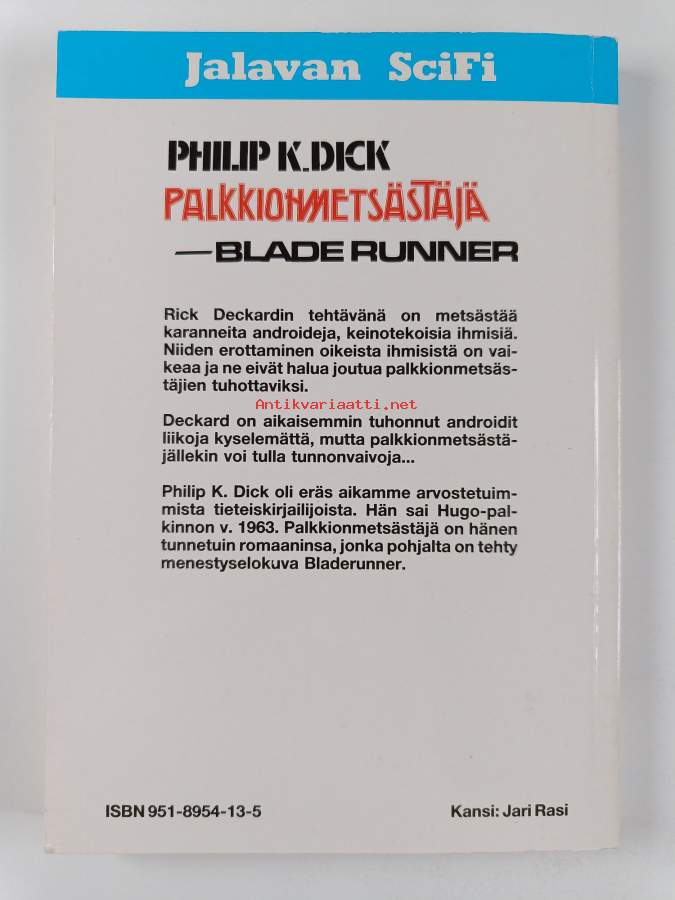 Jalavan SciFi
PHILIP K. DICK
PALKKIONMETSÄSTÄJÄ
—BLADE RUNNER
Rick Deckardin tehtävänä on metsästää
karanneita androideja, keinotekoisia ihmisiä.
Niiden erottaminen oikeista ihmisistä on vai-
keaa ja ne eivät halua joutua palkkionmetsäs-
täjien tuhottaviksi.
Antikvariaatti.net
Deckard on aikaisemmin tuhonnut androidit
liikoja kyselemättä, mutta palkkionmetsästä-
jällekin voi tulla tunnonvaivoja...
Philip K. Dick oli eräs aikamme arvostetuim-
mista tieteiskirjailijoista. Hän sai Hugo-pal-
kinnon v. 1963. Palkkionmetsästäjä on hänen
tunnetuin romaaninsa, jonka pohjalta on tehty
menestyselokuva Bladerunner.
ISBN 951-8954-13-5
Kansi: Jari Rasi